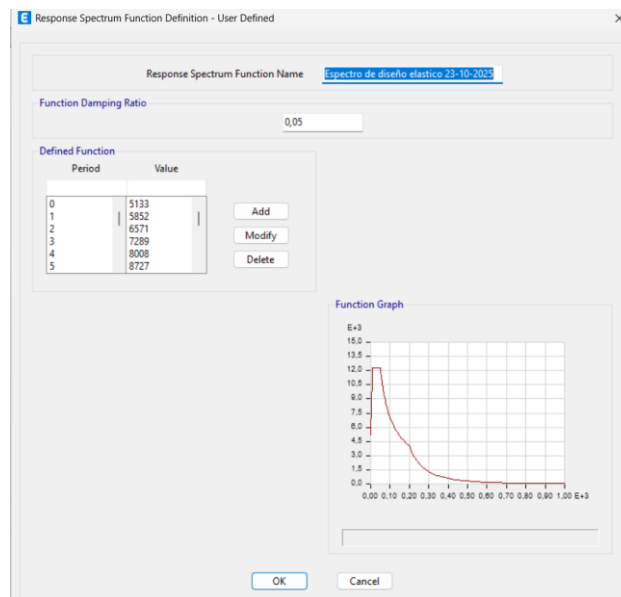 E Response Spectrum Function Definition - User Defined
Response Spectrum Function Name Espectro de diseño elastico 23-10-2025
Function Damping Ratio
0,05
Defined Function
Period Value
0 5133
1 5852
2 6571
3 7289
4 8008
5 8727
Add
Modify
Delete
Function Graph
E+3
15,0
13,5
12,0
10,5
9,0
7,5
6,0
4,5
3,0
1,5
0,0
0,00 0,10 0,20 0,30 0,40 0,50 0,60 0,70 0,80 0,90 1,00 E+3
OK Cancel